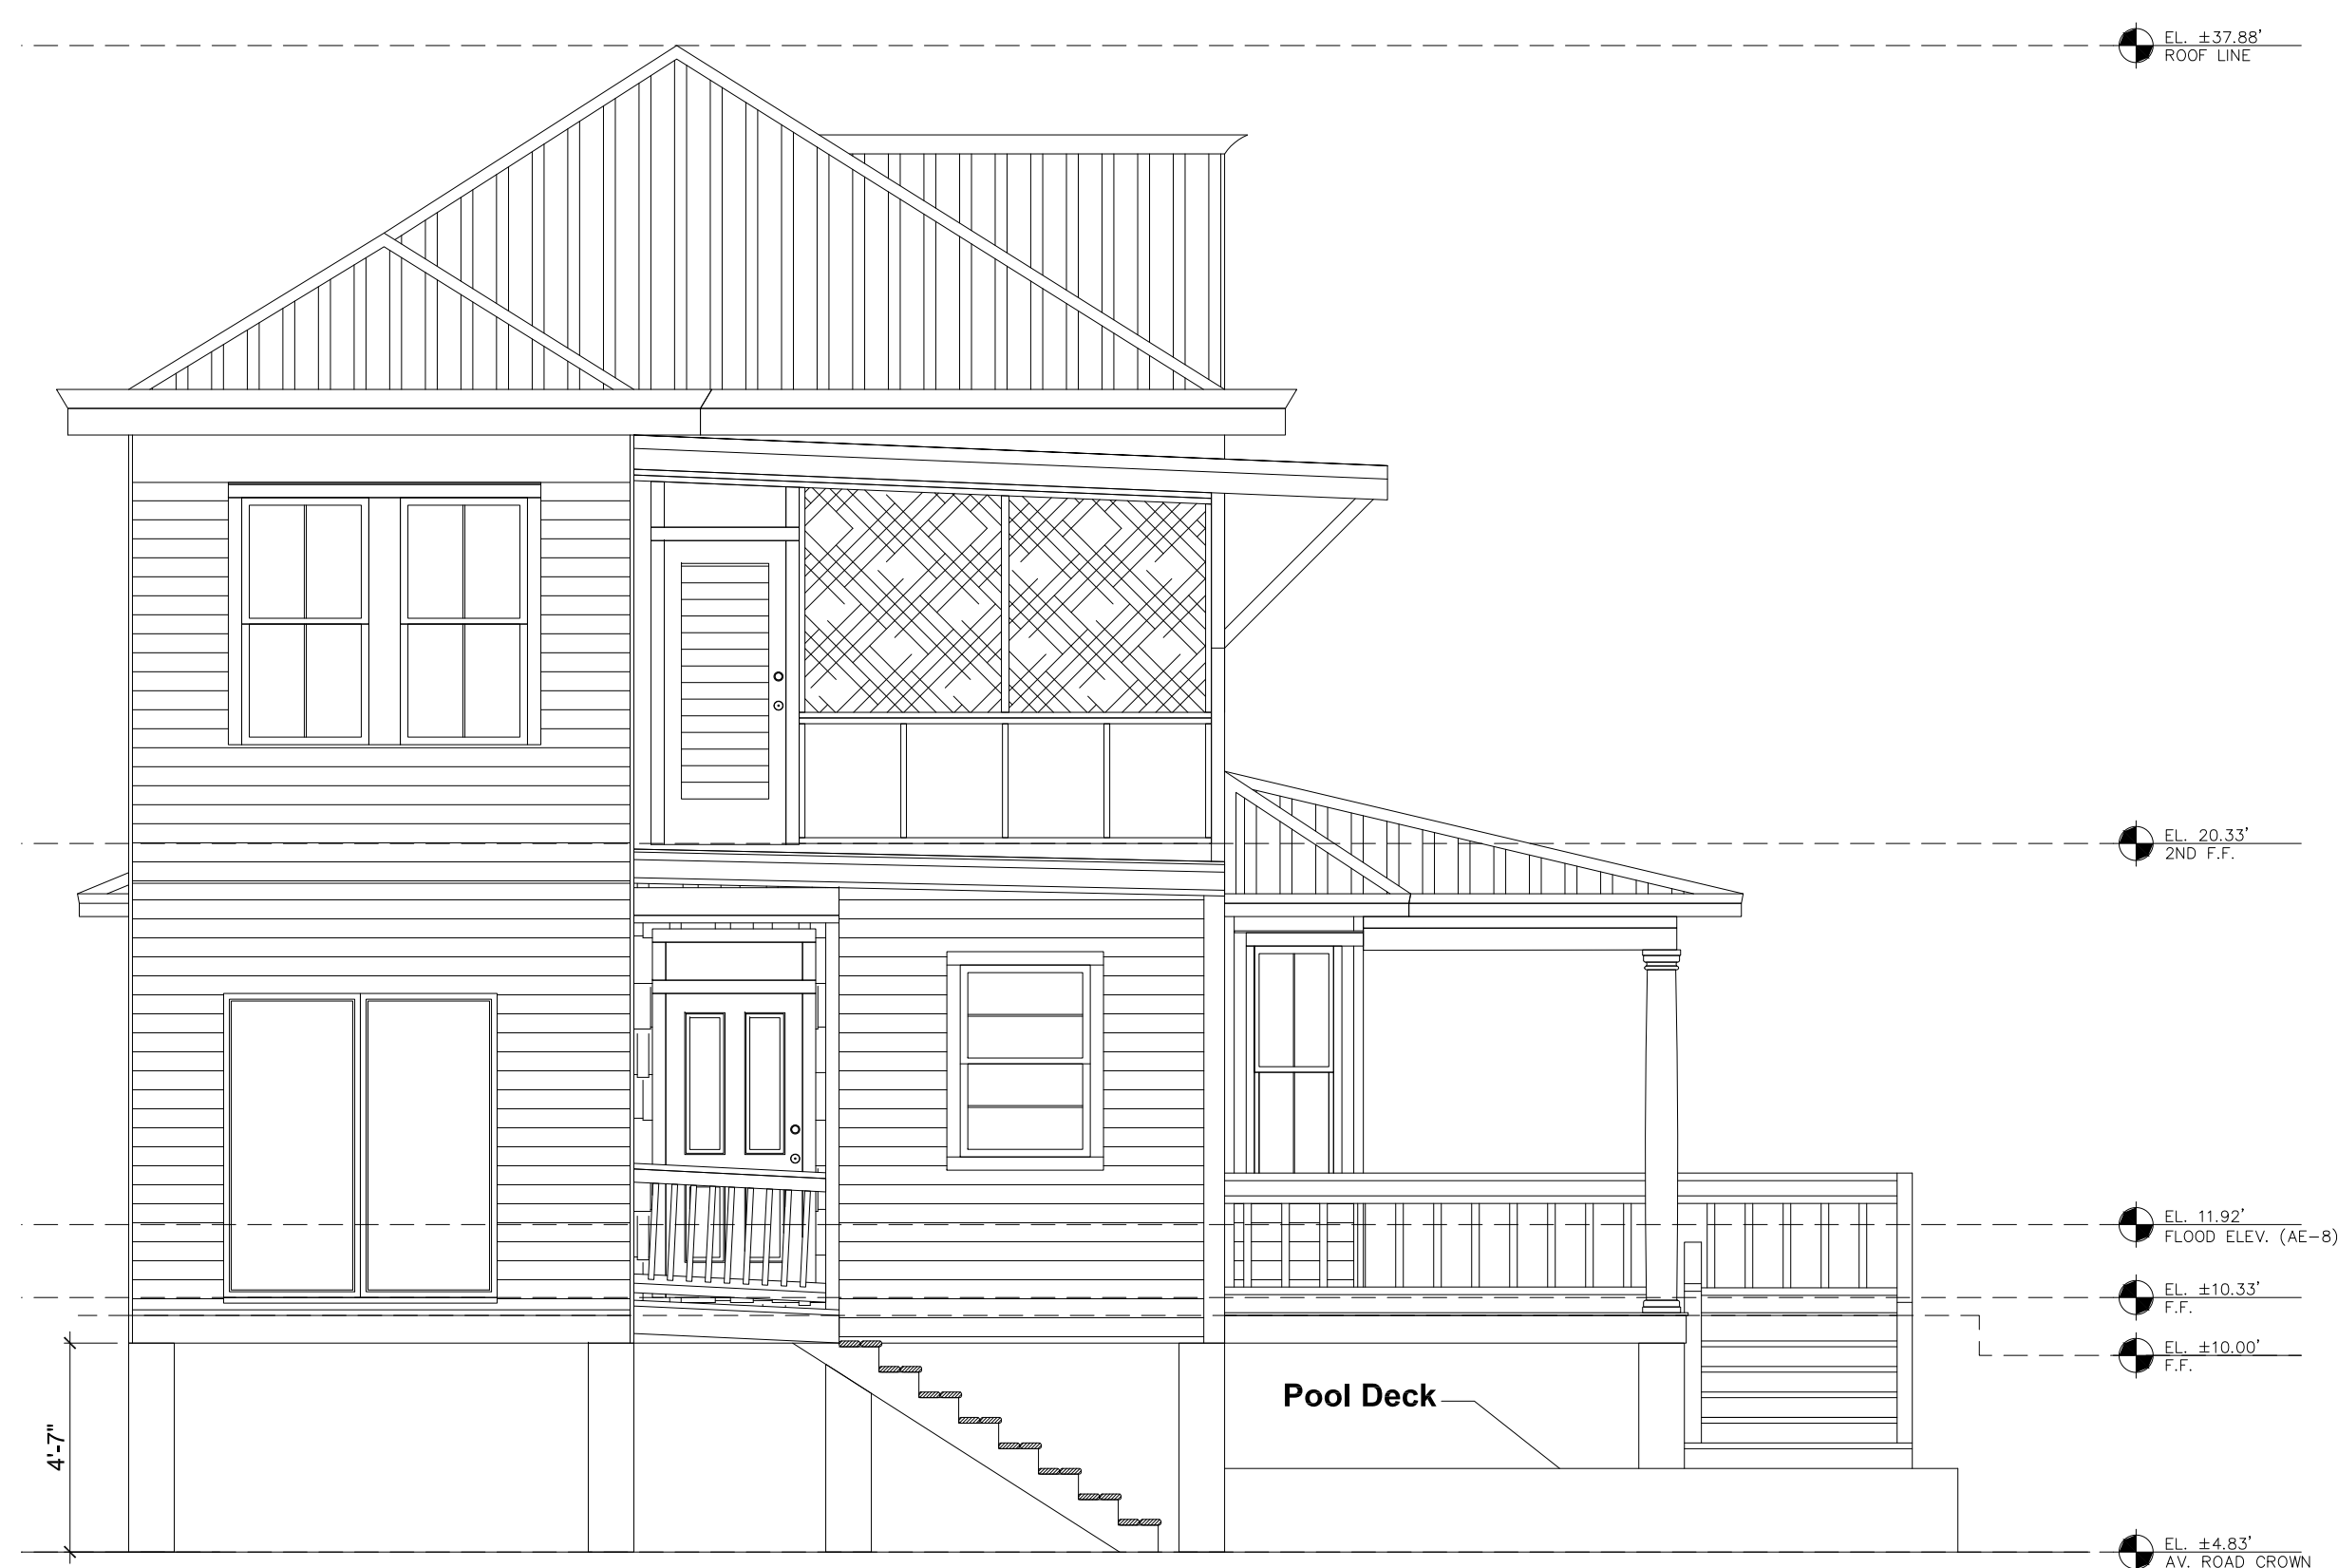 EL. ±37.88'
ROOF LINE
EL. 20.33'
2ND F.F.
EL. 11.92'
FLOOD ELEV. (AE-8)
EL. ±10.33'
F.F.
EL. ±10.00'
F.F.
Pool Deck
4'-7"
EL. ±4.83'
AV. ROAD CROWN